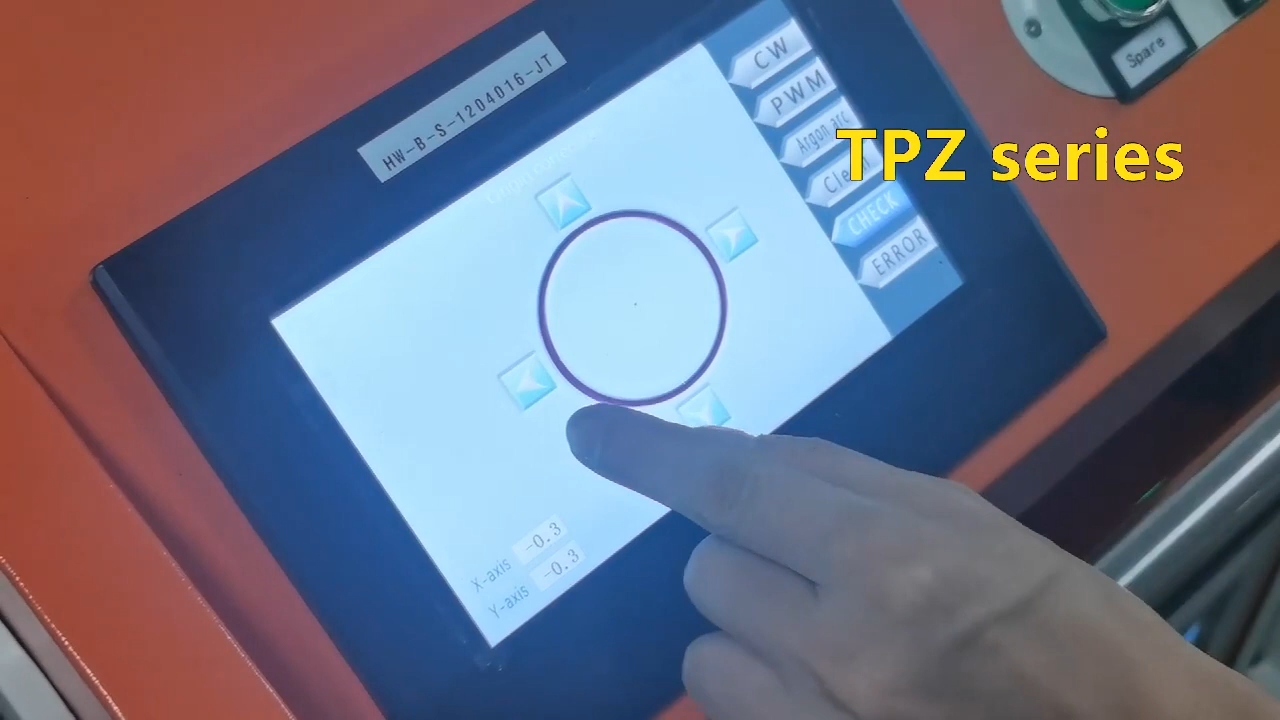 HW-B-S-1204016-JT
CW
PWM
Argon arc
TPZ series
CHECK
ERROR
Spare
X-axis -0.3
Y-axis -0.3